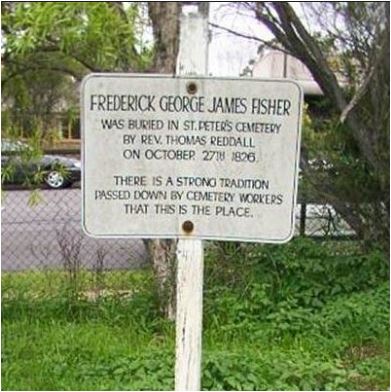 FREDERICK GEORGE JAMES FISHER
WAS BURIED IN ST. PETER'S CEMETERY
BY REV. THOMAS REDDALL
ON OCTOBER 27TH 1826.
THERE IS A STRONG TRADITION
PASSED DOWN BY CEMETERY WORKERS
THAT THIS IS THE PLACE.